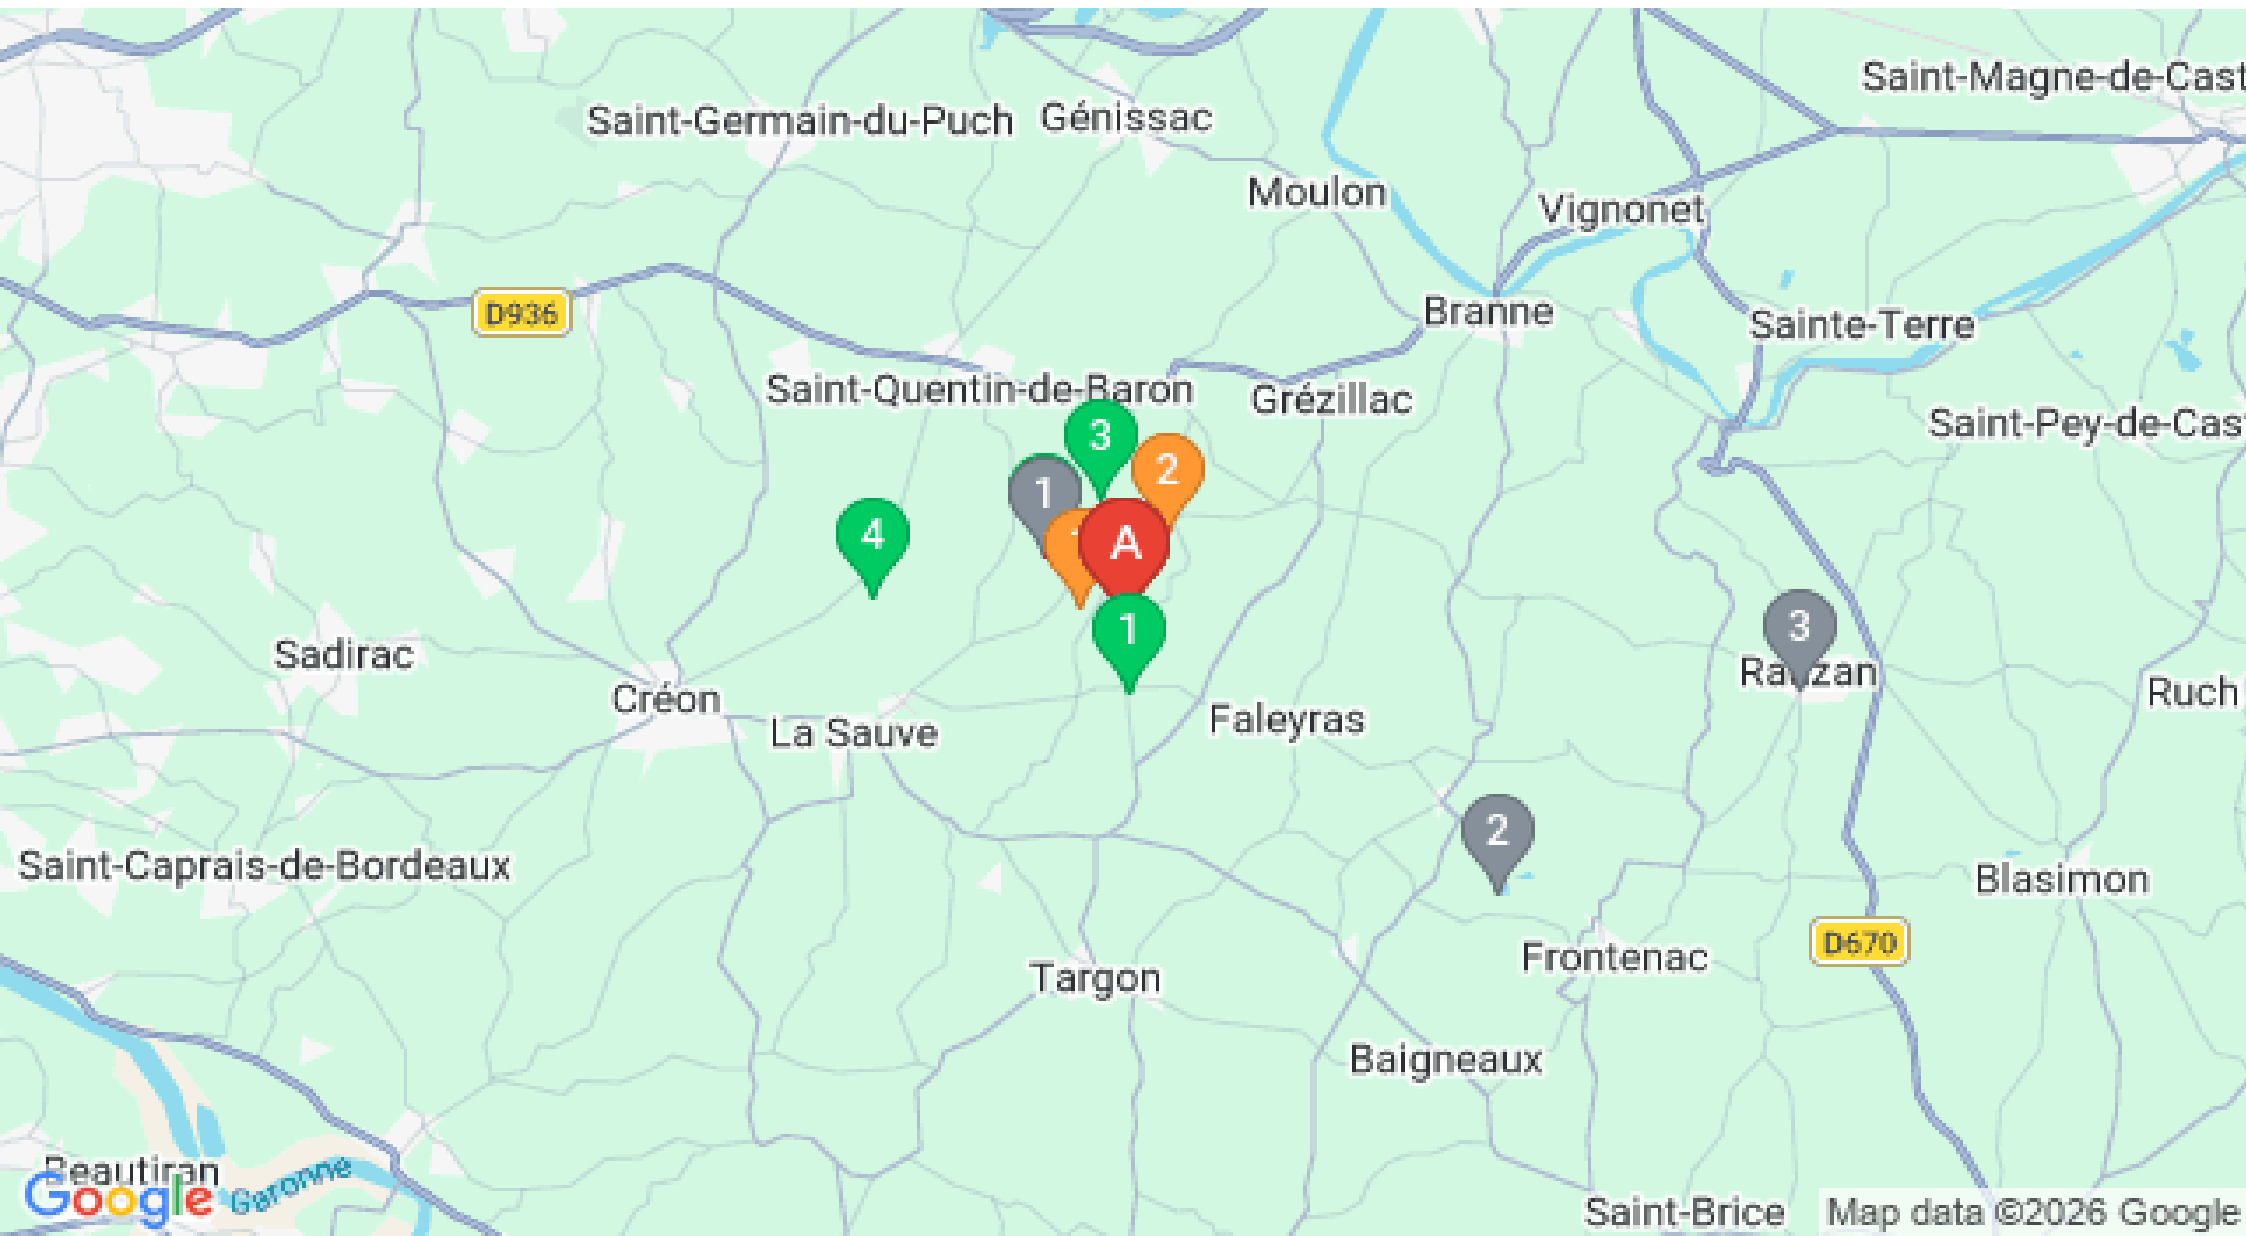 Saint-Magne-de-Cast
Saint-Germain-du-Puch
Génissac
Moulon
Vignonet
D936
Branne
Sainte-Terre
Saint-Quentin-de-Baron
Grézillac
Saint-Pey-de-Cas
3
2
1
4
A
1
3
Sadirac
Rauzan
Créon
Ruch
La Sauve
Faleyras
2
Saint-Caprais-de-Bordeaux
Blasimon
D670
Frontenac
Targon
Baigneaux
Beautiran
Garonne
Google
Saint-Brice
Map data ©2026 Google